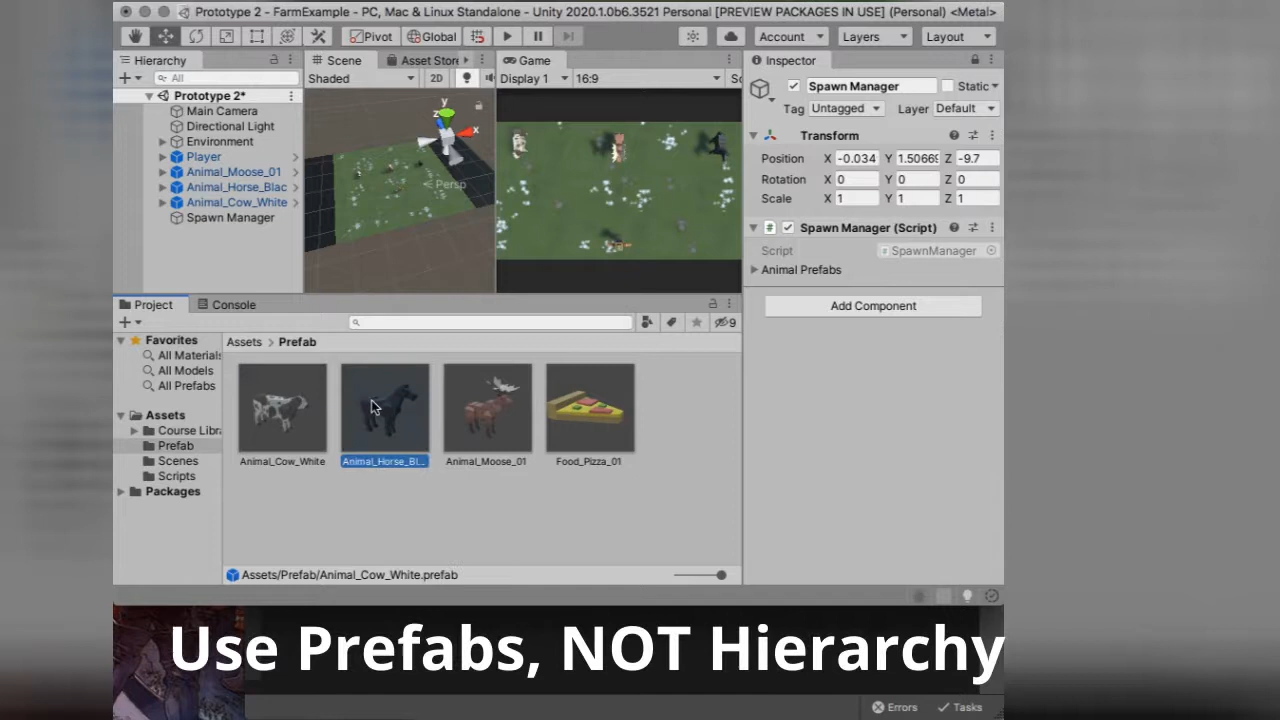 Prototype 2 - FarmExample - PC, Mac & Linux Standalone - Unity 2020.1.0b6.3521 Personal [PREVIEW PACKAGES IN USE] (Personal) <Metal>
Pivot Global Account Layers Layout
Hierarchy
All
Prototype 2*
Main Camera
Directional Light
Environment
Player
Animal_Moose_01
Animal_Horse_Blac
Animal_Cow_White
Spawn Manager
Scene Asset Store
Shaded 2D
y
z
x
Persp
Game
Display 1 16:9 Sc
Inspector
Spawn Manager Static
Tag Untagged Layer Default
Transform
Position X -0.034 Y 1.5066 Z -9.7
Rotation X 0 Y 0 Z 0
Scale X 1 Y 1 Z 1
Spawn Manager (Script)
Script SpawnManager
Animal Prefabs
Add Component
Project Console
9
Favorites
All Materials
All Models
All Prefabs
Assets
Course Libr
Prefab
Scenes
Scripts
Packages
Assets > Prefab
Animal_Cow_White Animal_Horse_Bl... Animal_Moose_01 Food_Pizza_01
Assets/Prefab/Animal_Cow_White.prefab
Use Prefabs, NOT Hierarchy
Errors Tasks